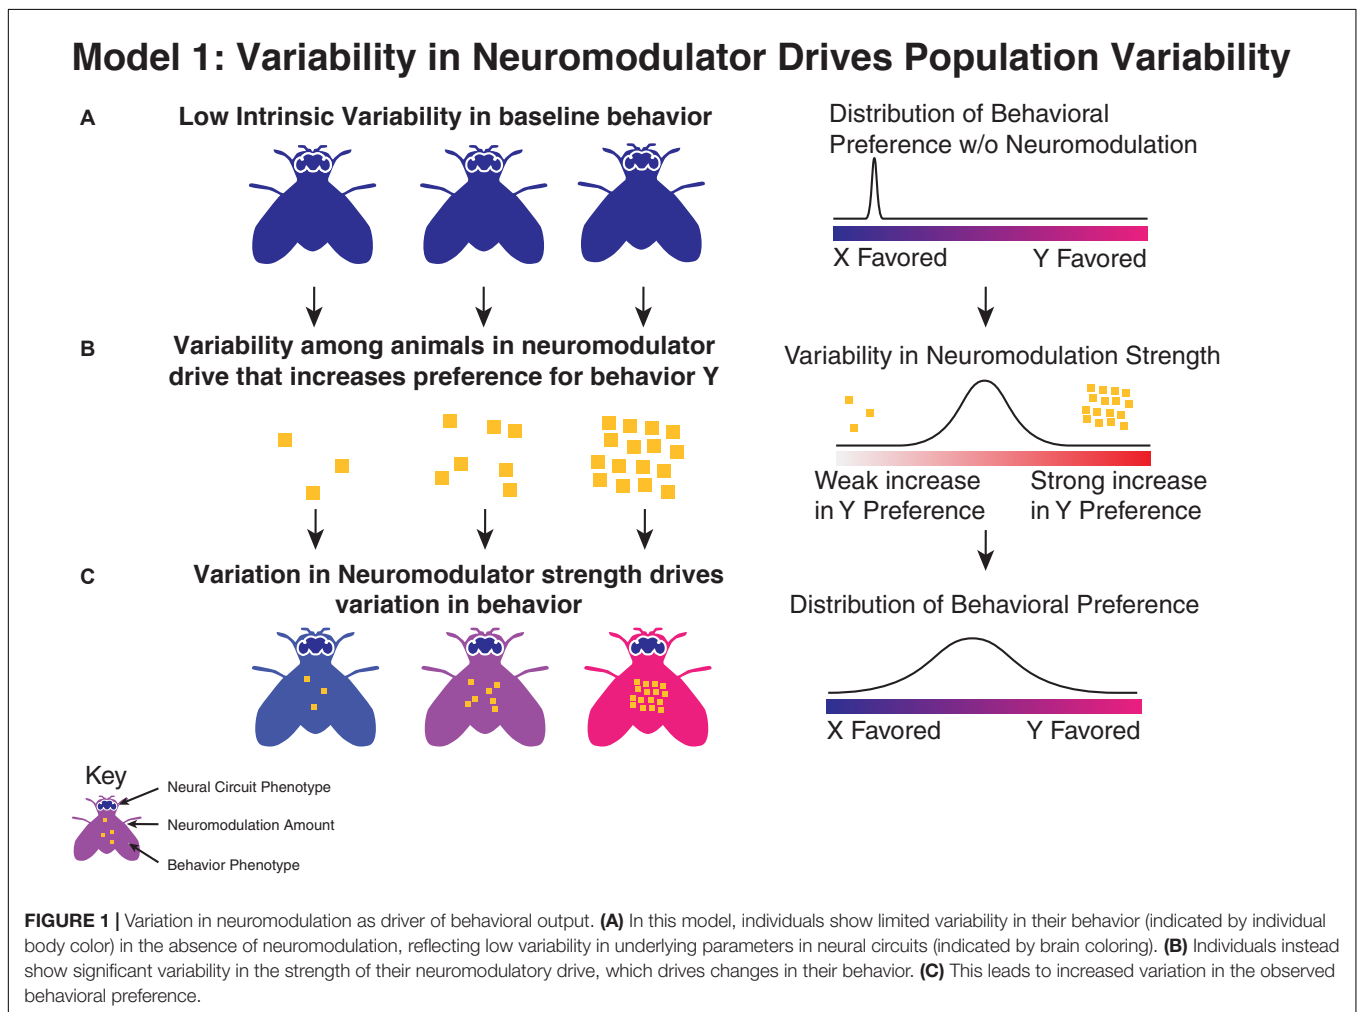 Model 1: Variability in Neuromodulator Drives Population Variability
A
Low Intrinsic Variability in baseline behavior
Distribution of Behavioral
Preference w/o Neuromodulation
X Favored
Y Favored
B
Variability among animals in neuromodulator
drive that increases preference for behavior Y
Variability in Neuromodulation Strength
Weak increase
in Y Preference
Strong increase
in Y Preference
C
Variation in Neuromodulator strength drives
variation in behavior
Distribution of Behavioral Preference
X Favored
Y Favored
Key
Neural Circuit Phenotype
Neuromodulation Amount
Behavior Phenotype
FIGURE 1 | Variation in neuromodulation as driver of behavioral output. (A) In this model, individuals show limited variability in their behavior (indicated by individual
body color) in the absence of neuromodulation, reflecting low variability in underlying parameters in neural circuits (indicated by brain coloring). (B) Individuals instead
show significant variability in the strength of their neuromodulatory drive, which drives changes in their behavior. (C) This leads to increased variation in the observed
behavioral preference.